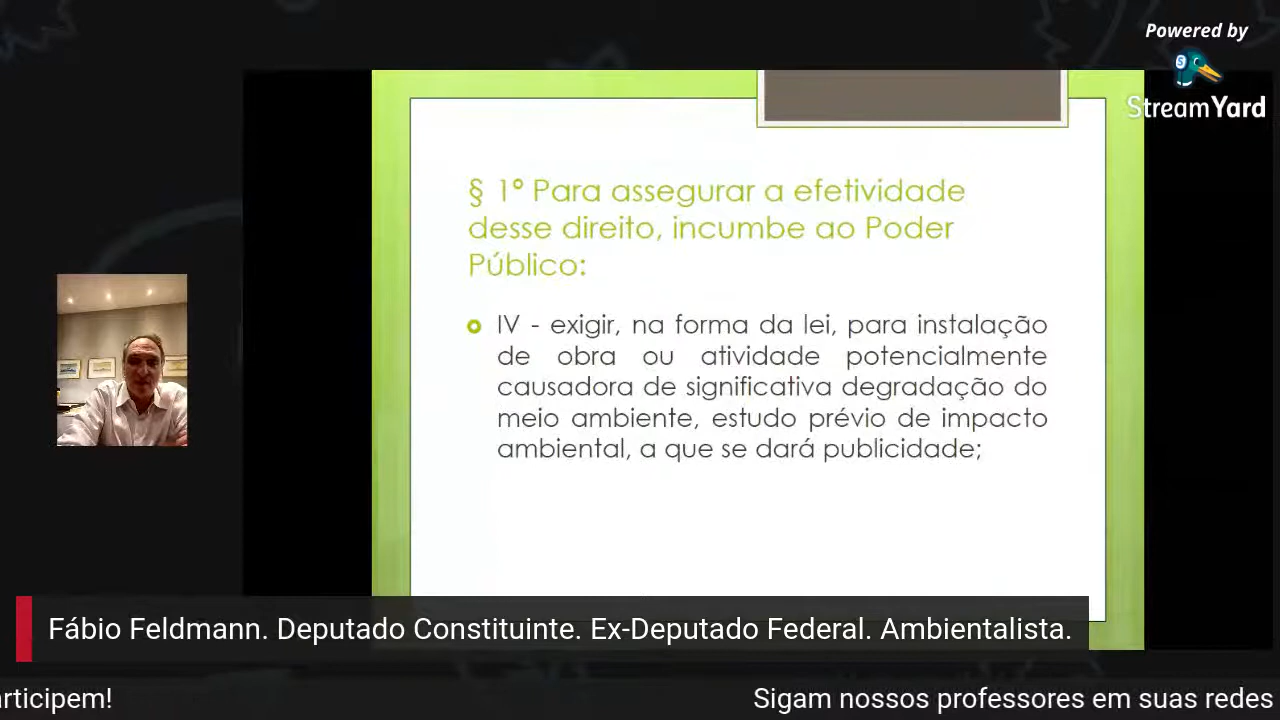 Powered by
StreamYard
§ 1º Para assegurar a efetividade
desse direito, incumbe ao Poder
Público:
IV - exigir, na forma da lei, para instalação
de obra ou atividade potencialmente
causadora de significativa degradação do
meio ambiente, estudo prévio de impacto
ambiental, a que se dará publicidade;
Fábio Feldmann. Deputado Constituinte. Ex-Deputado Federal. Ambientalista.
articipem! Sigam nossos professores em suas redes